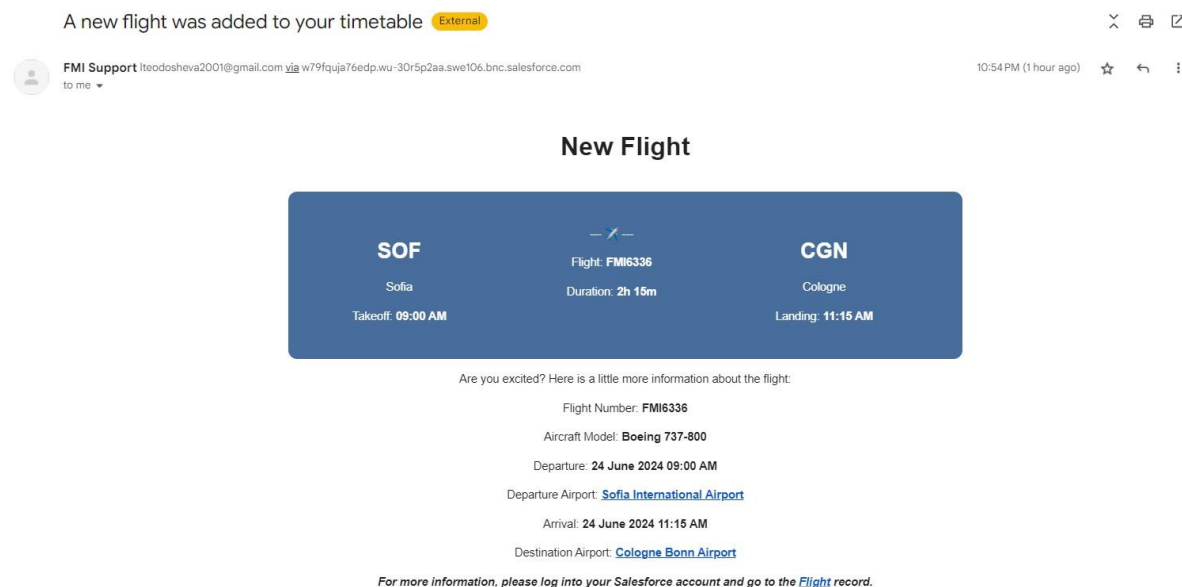 A new flight was added to your timetable External
FMI Support lteodosheva2001@gmail.com via w79fquja76edp.wu-30r5p2aa.swe106.bnc.salesforce.com
10:54 PM (1 hour ago)
to me
New Flight
SOF
Sofia
Takeoff: 09:00 AM
Flight: FMI6336
Duration: 2h 15m
CGN
Cologne
Landing: 11:15 AM
Are you excited? Here is a little more information about the flight:
Flight Number: FMI6336
Aircraft Model: Boeing 737-800
Departure: 24 June 2024 09:00 AM
Departure Airport: Sofia International Airport
Arrival: 24 June 2024 11:15 AM
Destination Airport: Cologne Bonn Airport
For more information, please log into your Salesforce account and go to the Flight record.